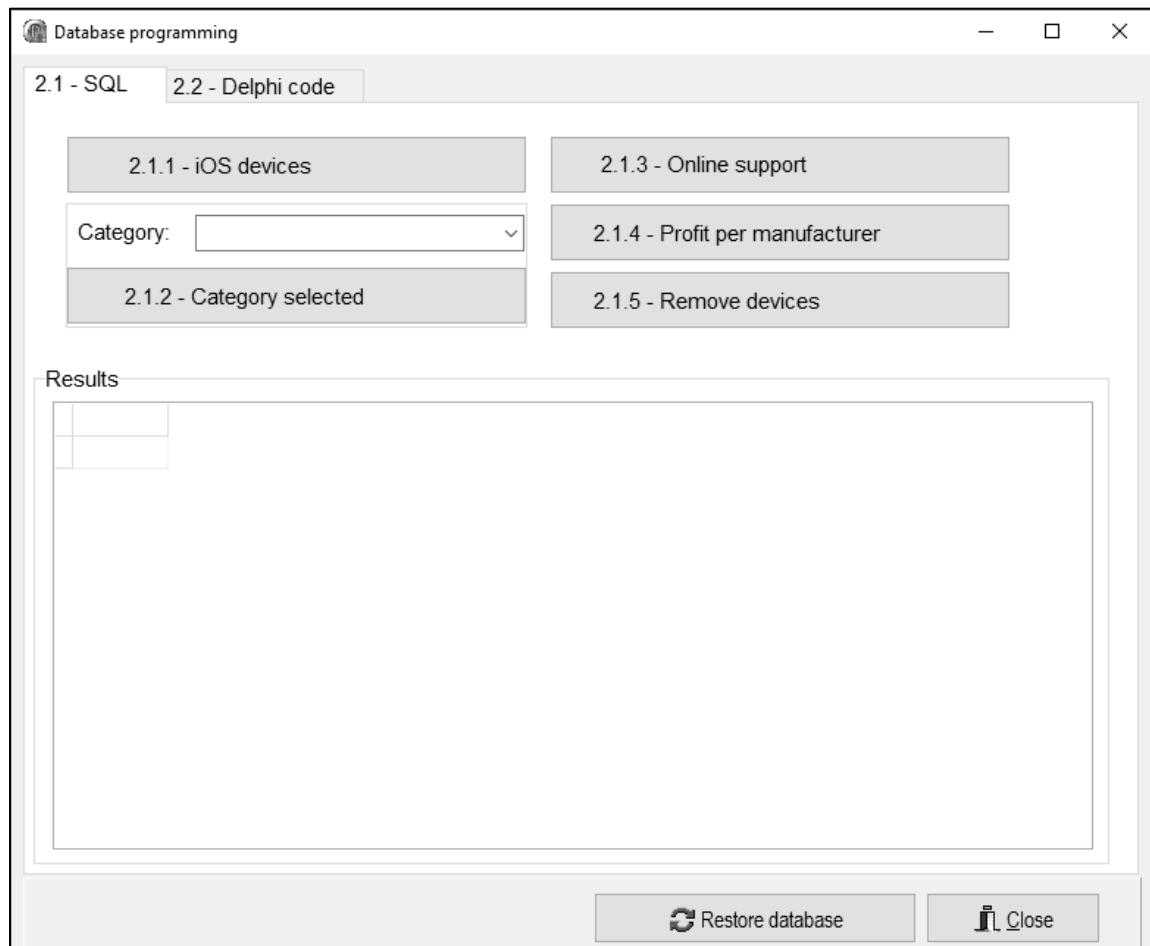 Database programming
2.1 - SQL
2.2 - Delphi code
2.1.1 - iOS devices
2.1.3 - Online support
Category:
2.1.4 - Profit per manufacturer
2.1.2 - Category selected
2.1.5 - Remove devices
Results
Restore database
Close